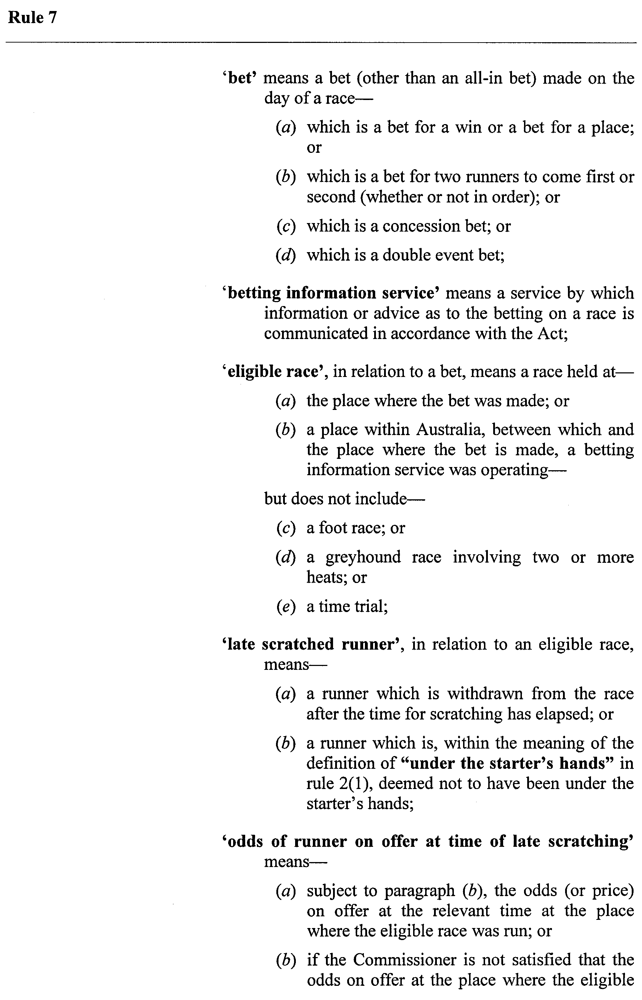 Rule 7
‘bet’ means a bet (other than an all-in bet) made on the
day of a race—
(a) which is a bet for a win or a bet for a place;
or
(b) which is a bet for two runners to come first or
second (whether or not in order); or
(c) which is a concession bet; or
(d) which is a double event bet;
‘betting information service’ means a service by which
information or advice as to the betting on a race is
communicated in accordance with the Act;
‘eligible race’, in relation to a bet, means a race held at—
(a) the place where the bet was made; or
(b) a place within Australia, between which and
the place where the bet is made, a betting
information service was operating—
but does not include—
(c) a foot race; or
(d) a greyhound race involving two or more
heats; or
(e) a time trial;
‘late scratched runner’, in relation to an eligible race,
means—
(a) a runner which is withdrawn from the race
after the time for scratching has elapsed; or
(b) a runner which is, within the meaning of the
definition of “under the starter’s hands” in
rule 2(1), deemed not to have been under the
starter’s hands;
‘odds of runner on offer at time of late scratching’
means—
(a) subject to paragraph (b), the odds (or price)
on offer at the relevant time at the place
where the eligible race was run; or
(b) if the Commissioner is not satisfied that the
odds on offer at the place where the eligible